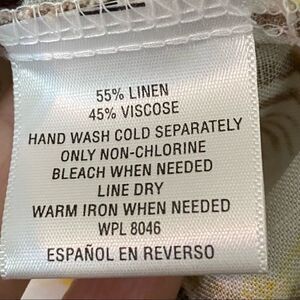 55% LINEN
45% VISCOSE
HAND WASH COLD SEPARATELY
ONLY NON-CHLORINE
BLEACH WHEN NEEDED
LINE DRY
WARM IRON WHEN NEEDED
WPL 8046
ESPAÑOL EN REVERSO